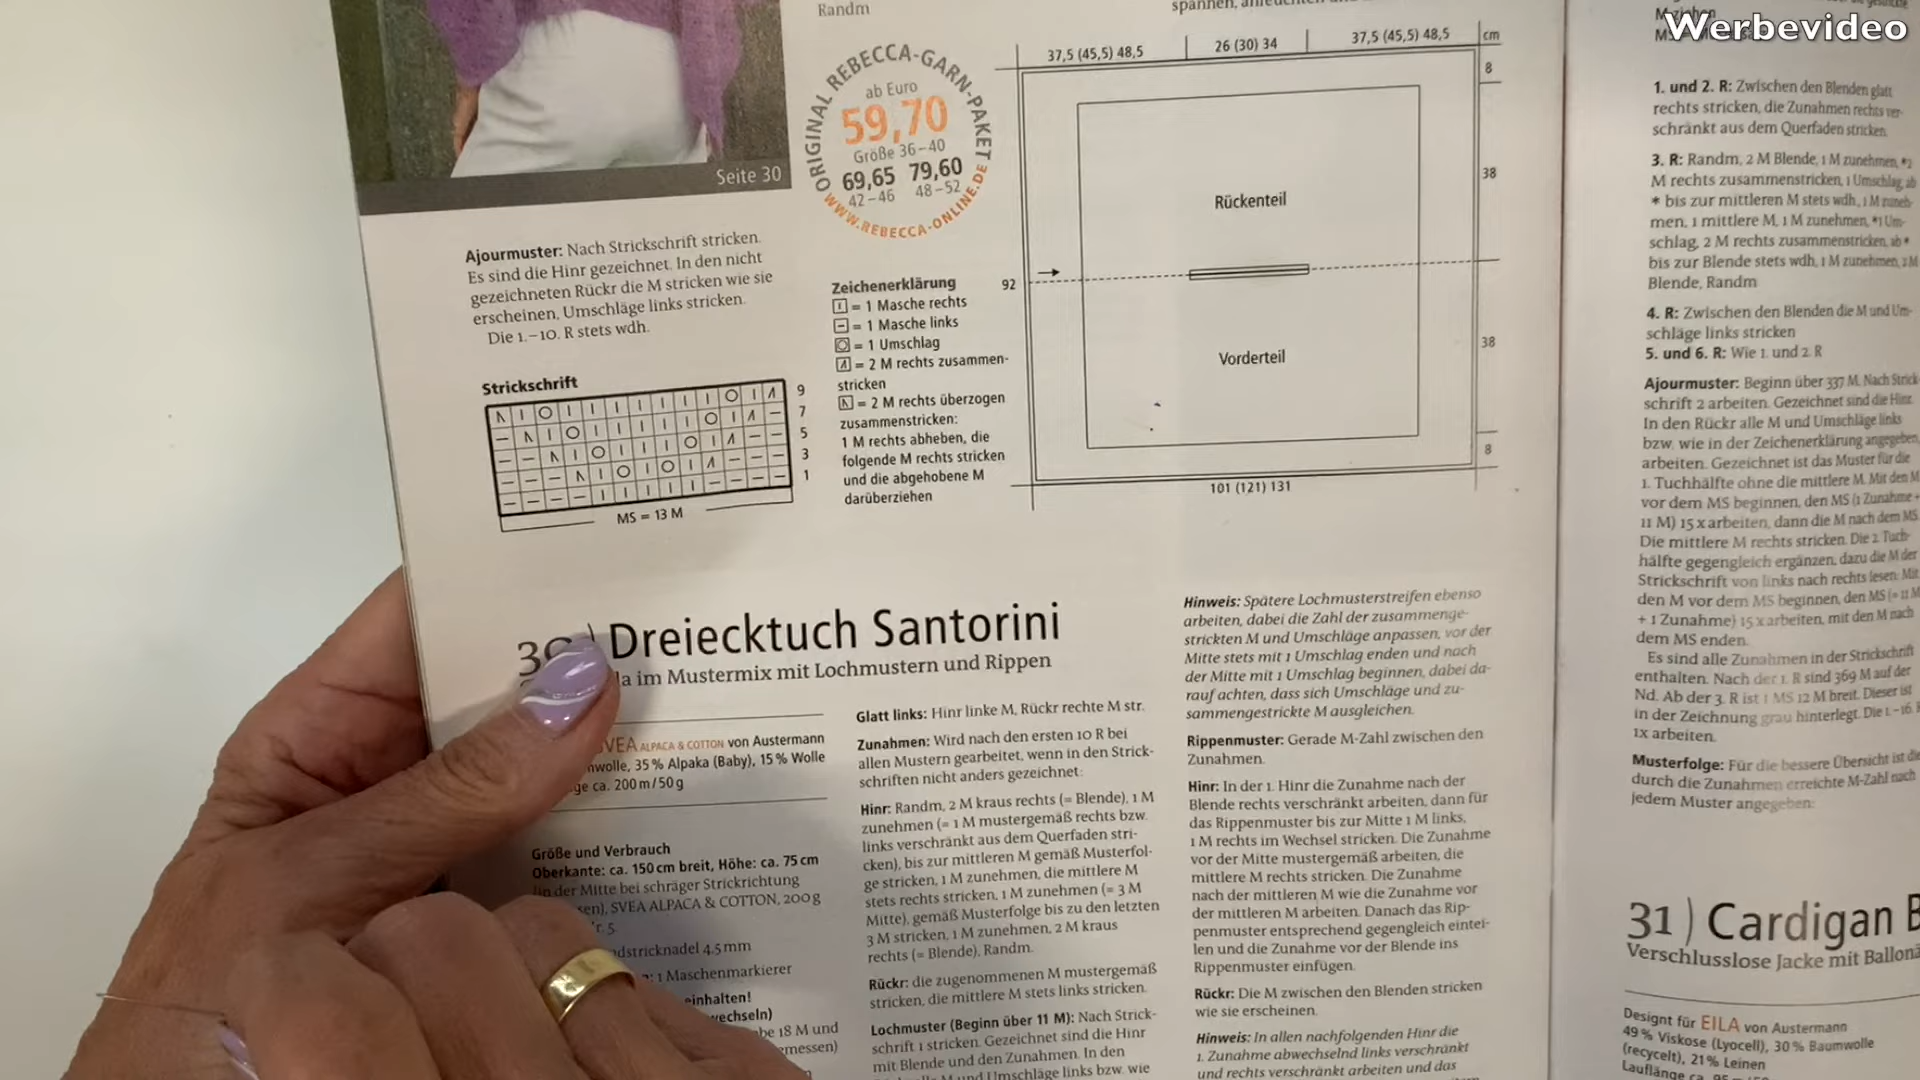 Werbevideo
Randm
Seite 30
ORIGINAL REBECCA-GARN-PAKET
ab Euro
59,70
Größe 36–40
69,65 79,60
42–46 48–52
WWW.REBECCA-ONLINE.DE
37,5 (45,5) 48,5
26 (30) 34
37,5 (45,5) 48,5
cm
8
38
38
8
92
Rückenteil
Vorderteil
101 (121) 131
Ajourmuster: Nach Strickschrift stricken.
Es sind die Hinr gezeichnet. In den nicht
gezeichneten Rückr die M stricken wie sie
erscheinen, Umschläge links stricken.
Die 1.–10. R stets wdh.
Strickschrift
9
7
5
3
1
MS = 13 M
Zeichenerklärung
= 1 Masche rechts
= 1 Masche links
= 1 Umschlag
= 2 M rechts zusammen-
stricken
= 2 M rechts überzogen
zusammenstricken:
1 M rechts abheben, die
folgende M rechts stricken
und die abgehobene M
darüberziehen
Dreiecktuch Santorini
im Mustermix mit Lochmustern und Rippen
SVEA ALPACA & COTTON von Austermann
35 % Alpaka (Baby), 15 % Wolle
ca. 200 m / 50 g
Größe und Verbrauch
Oberkante: ca. 150 cm breit, Höhe: ca. 75 cm
in der Mitte bei schräger Strickrichtung
SVEA ALPACA & COTTON, 200 g
4,5 mm
1 Maschenmarkierer
einhalten!
18 M und
Glatt links: Hinr linke M, Rückr rechte M str.
Zunahmen: Wird nach den ersten 10 R bei
allen Mustern gearbeitet, wenn in den Strick-
schriften nicht anders gezeichnet:
Hinr: Randm, 2 M kraus rechts (= Blende), 1 M
zunehmen (= 1 M mustergemäß rechts bzw.
links verschränkt aus dem Querfaden stri-
cken), bis zur mittleren M gemäß Musterfol-
ge stricken, 1 M zunehmen, die mittlere M
stets rechts stricken, 1 M zunehmen (= 3 M
Mitte), gemäß Musterfolge bis zu den letzten
3 M stricken, 1 M zunehmen, 2 M kraus
rechts (= Blende), Randm.
Rückr: die zugenommenen M mustergemäß
stricken, die mittlere M stets links stricken.
Lochmuster (Beginn über 11 M): Nach Strick-
schrift 1 stricken. Gezeichnet sind die Hinr
mit Blende und den Zunahmen. In den
M und Umschläge links bzw. wie
Hinweis: Spätere Lochmusterstreifen ebenso
arbeiten, dabei die Zahl der zusammenge-
strickten M und Umschläge anpassen, vor der
Mitte stets mit 1 Umschlag enden und nach
der Mitte mit 1 Umschlag beginnen, dabei da-
rauf achten, dass sich Umschläge und zu-
sammengestrickte M ausgleichen.
Rippenmuster: Gerade M-Zahl zwischen den
Zunahmen.
Hinr: In der 1. Hinr die Zunahme nach der
Blende rechts verschränkt arbeiten, dann für
das Rippenmuster bis zur Mitte 1 M links,
1 M rechts im Wechsel stricken. Die Zunahme
vor der Mitte mustergemäß arbeiten, die
mittlere M rechts stricken. Die Zunahme
nach der mittleren M wie die Zunahme vor
der mittleren M arbeiten. Danach das Rip-
penmuster entsprechend gegengleich eintei-
len und die Zunahme vor der Blende ins
Rippenmuster einfügen.
Rückr: Die M zwischen den Blenden stricken
wie sie erscheinen.
Hinweis: In allen nachfolgenden Hinr die
1. Zunahme abwechselnd links verschränkt
und rechts verschränkt arbeiten und das
1. und 2. R: Zwischen den Blenden glatt
rechts stricken, die Zunahmen rechts ver-
schränkt aus dem Querfaden stricken.
3. R: Randm, 2 M Blende, 1 M zunehmen, *2
M rechts zusammenstricken, 1 Umschlag, ab
* bis zur mittleren M stets wdh, 1 M zuneh-
men, 1 mittlere M, 1 M zunehmen, *1 Um-
schlag, 2 M rechts zusammenstricken, ab *
bis zur Blende stets wdh, 1 M zunehmen, 2 M
Blende, Randm
4. R: Zwischen den Blenden die M und Um-
schläge links stricken
5. und 6. R: Wie 1. und 2. R
Ajourmuster: Beginn über 337 M. Nach Strick-
schrift 2 arbeiten. Gezeichnet sind die Hinr.
In den Rückr alle M und Umschläge links
bzw. wie in der Zeichenerklärung angegeben,
arbeiten. Gezeichnet ist das Muster für die
1. Tuchhälfte ohne die mittlere M. Mit den M
vor dem MS beginnen, den MS (1 Zunahme +
11 M) 15 x arbeiten, dann die M nach dem MS.
Die mittlere M rechts stricken. Die 2. Tuch-
hälfte gegengleich ergänzen, dazu die M der
Strickschrift von links nach rechts lesen: Mit
den M vor dem MS beginnen, den MS (= 11 M
+ 1 Zunahme) 15 x arbeiten, mit den M nach
dem MS enden.
Es sind alle Zunahmen in der Strickschrift
enthalten. Nach der 1. R sind 369 M auf der
Nd. Ab der 3. R ist 1 MS 12 M breit. Dieser ist
in der Zeichnung grau hinterlegt. Die 1.–16. R
1x arbeiten.
Musterfolge: Für die bessere Übersicht ist die
durch die Zunahmen erreichte M-Zahl nach
jedem Muster angegeben:
31) Cardigan B
Verschlusslose Jacke mit
Designt für EILA von Austermann
49 % Viskose (Lyocell), 30 % Baumwolle
(recycelt), 21 % Leinen
Lauflänge ca.